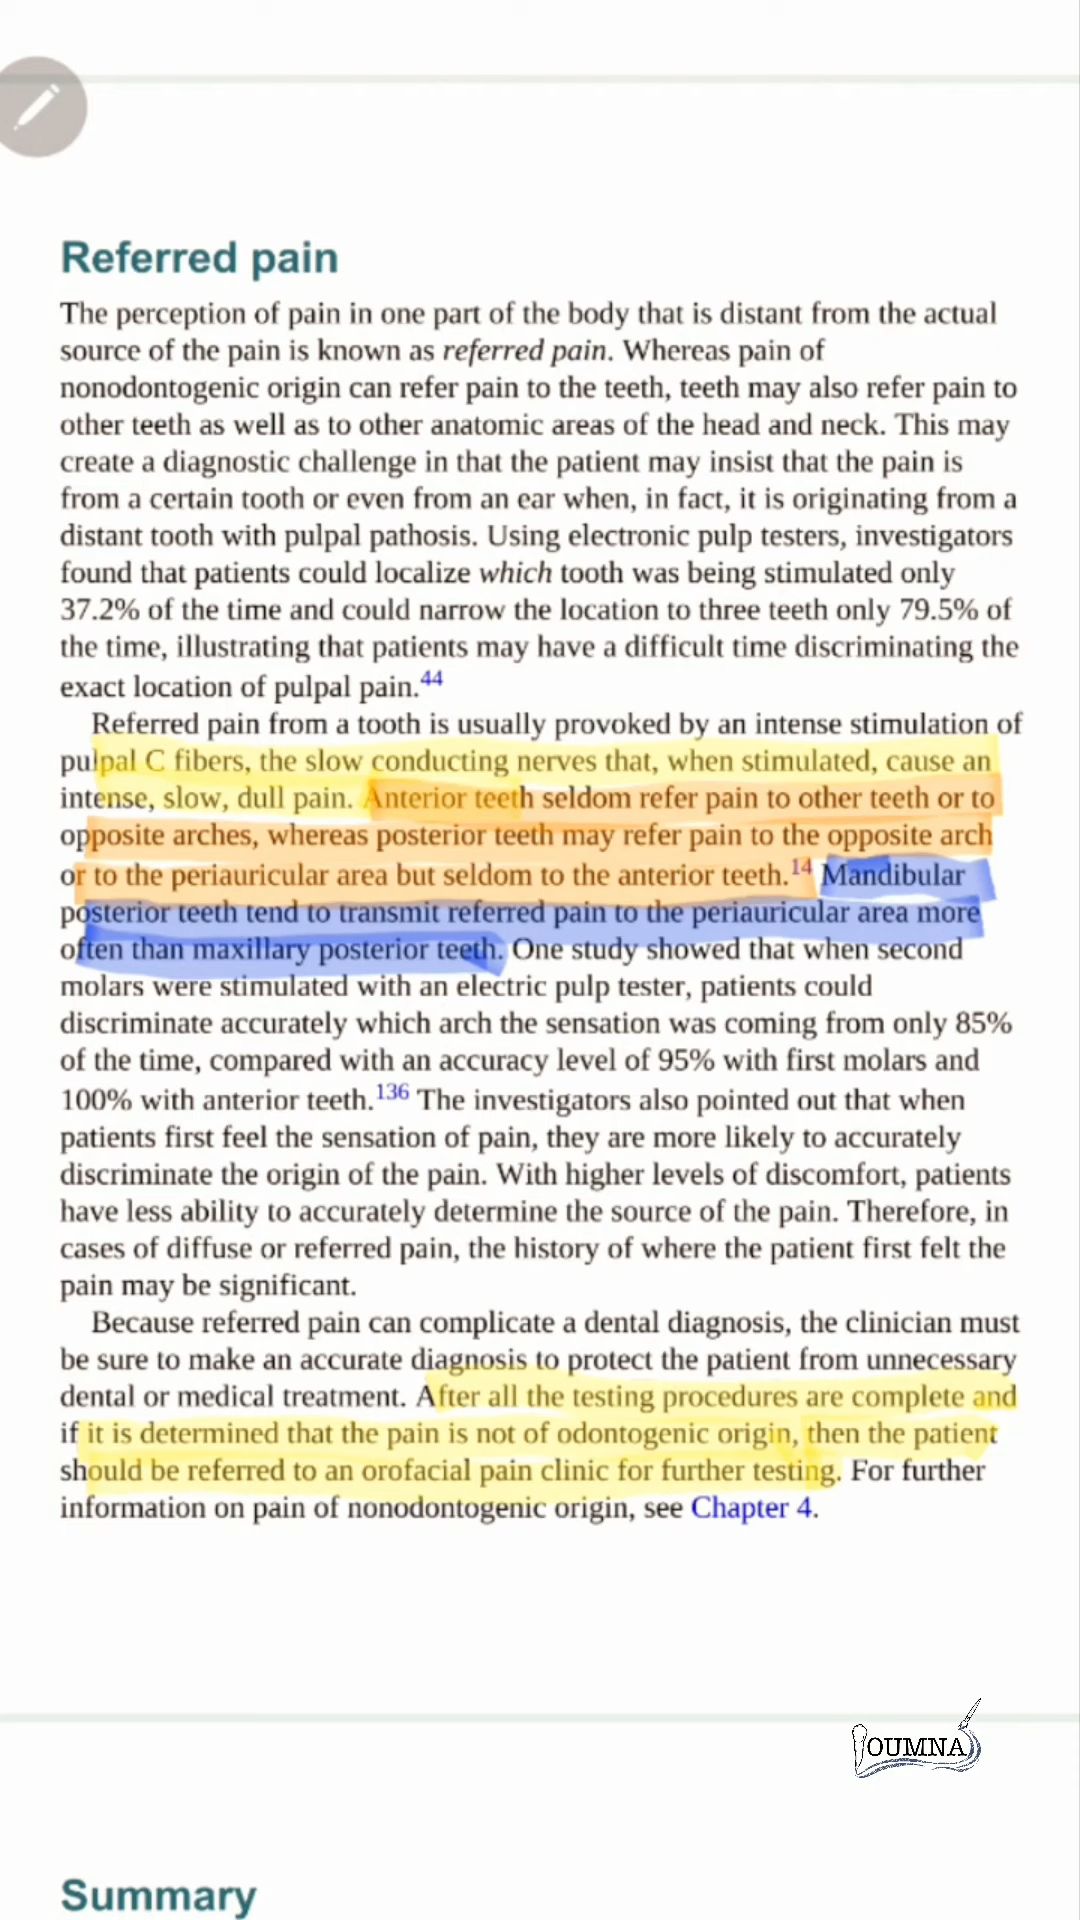 Referred pain
The perception of pain in one part of the body that is distant from the actual
source of the pain is known as referred pain. Whereas pain of
nonodontogenic origin can refer pain to the teeth, teeth may also refer pain to
other teeth as well as to other anatomic areas of the head and neck. This may
create a diagnostic challenge in that the patient may insist that the pain is
from a certain tooth or even from an ear when, in fact, it is originating from a
distant tooth with pulpal pathosis. Using electronic pulp testers, investigators
found that patients could localize which tooth was being stimulated only
37.2% of the time and could narrow the location to three teeth only 79.5% of
the time, illustrating that patients may have a difficult time discriminating the
exact location of pulpal pain.44
Referred pain from a tooth is usually provoked by an intense stimulation of
pulpal C fibers, the slow conducting nerves that, when stimulated, cause an
intense, slow, dull pain. Anterior teeth seldom refer pain to other teeth or to
opposite arches, whereas posterior teeth may refer pain to the opposite arch
or to the periauricular area but seldom to the anterior teeth.14 Mandibular
posterior teeth tend to transmit referred pain to the periauricular area more
often than maxillary posterior teeth. One study showed that when second
molars were stimulated with an electric pulp tester, patients could
discriminate accurately which arch the sensation was coming from only 85%
of the time, compared with an accuracy level of 95% with first molars and
100% with anterior teeth.136 The investigators also pointed out that when
patients first feel the sensation of pain, they are more likely to accurately
discriminate the origin of the pain. With higher levels of discomfort, patients
have less ability to accurately determine the source of the pain. Therefore, in
cases of diffuse or referred pain, the history of where the patient first felt the
pain may be significant.
Because referred pain can complicate a dental diagnosis, the clinician must
be sure to make an accurate diagnosis to protect the patient from unnecessary
dental or medical treatment. After all the testing procedures are complete and
if it is determined that the pain is not of odontogenic origin, then the patient
should be referred to an orofacial pain clinic for further testing. For further
information on pain of nonodontogenic origin, see Chapter 4.
OUMNA
Summary